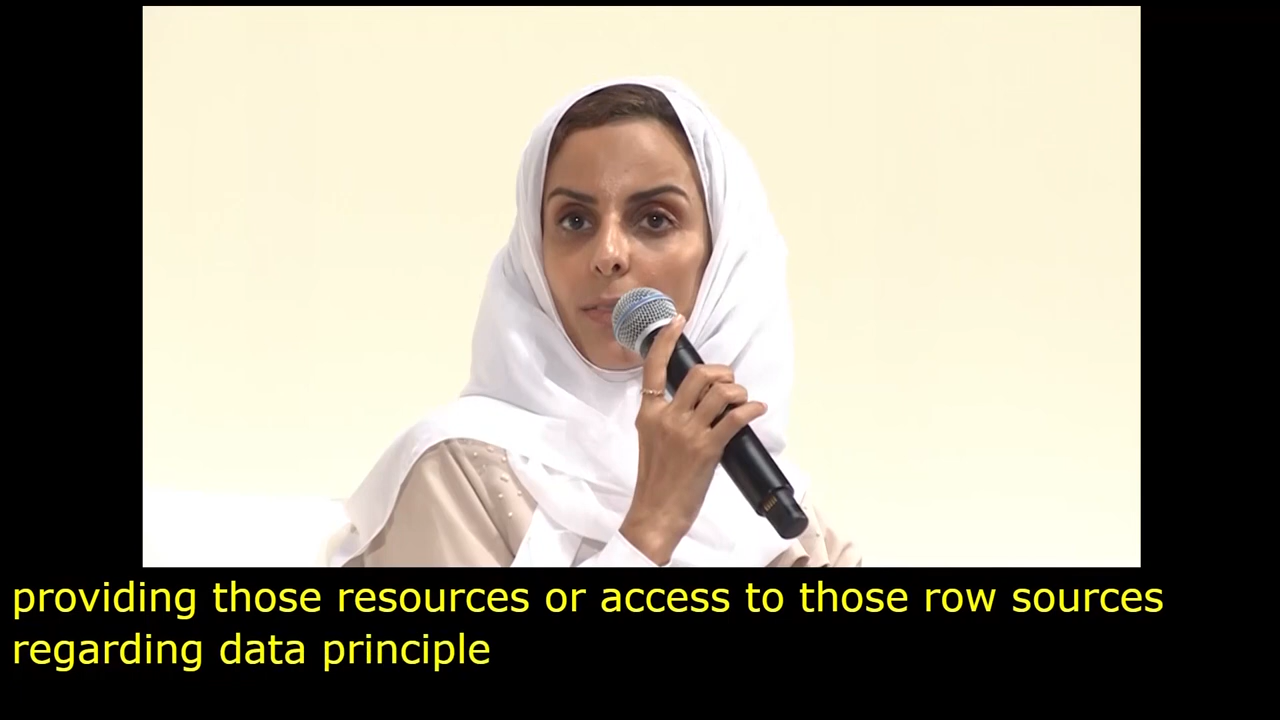 providing those resources or access to those row sources
regarding data principle